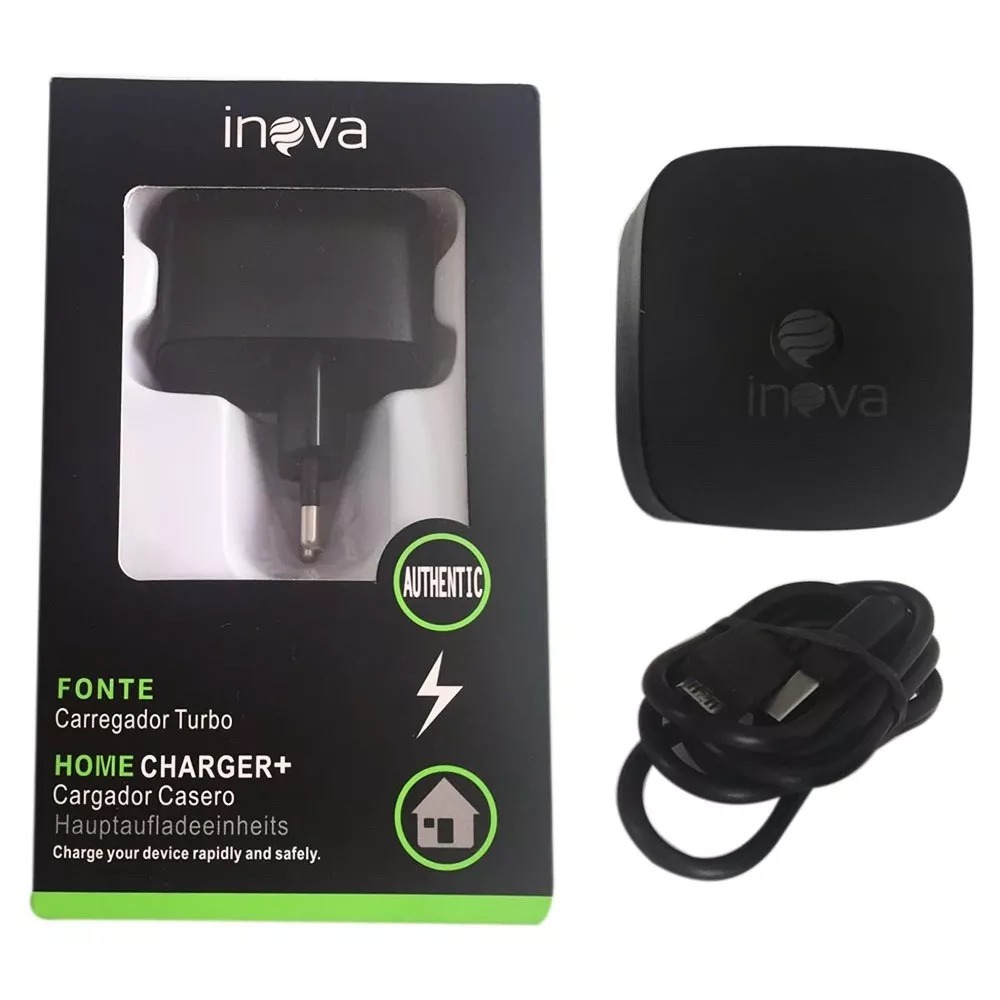 inova
AUTHENTIC
FONTE
Carregador Turbo
HOME CHARGER+
Cargador Casero
Hauptaufladeeinheits
Charge your device rapidly and safely.
inova